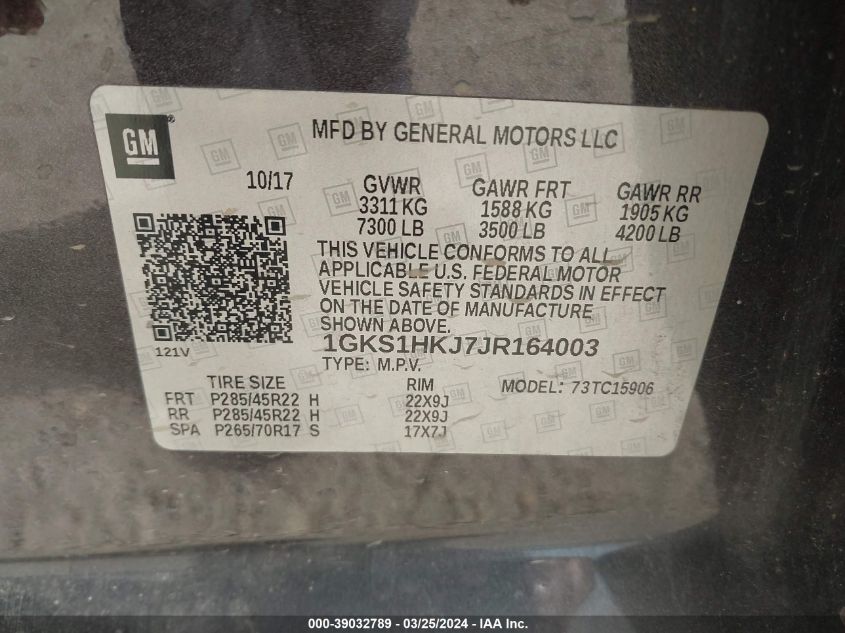 GM
®
MFD BY GENERAL MOTORS LLC
10/17
GVWR GAWR FRT GAWR RR
3311 KG 1588 KG 1905 KG
7300 LB 3500 LB 4200 LB
THIS VEHICLE CONFORMS TO ALL
APPLICABLE U.S. FEDERAL MOTOR
VEHICLE SAFETY STANDARDS IN EFFECT
ON THE DATE OF MANUFACTURE
SHOWN ABOVE.
121V
1GKS1HKJ7JR164003
TYPE: M.P.V.
TIRE SIZE RIM MODEL: 73TC15906
FRT P285/45R22 H 22X9J
RR P285/45R22 H 22X9J
SPA P265/70R17 S 17X7J
000-39032789 - 03/25/2024 - IAA Inc.